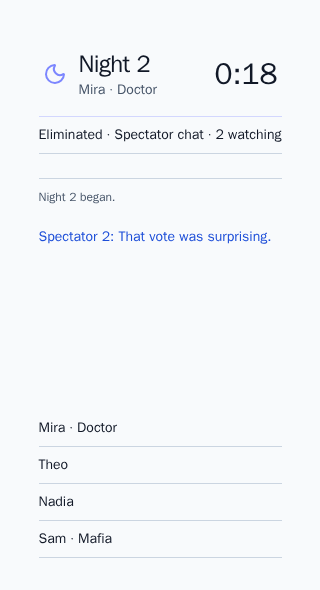 Night 2
0:18
Mira · Doctor
Eliminated · Spectator chat · 2 watching
Night 2 began.
Spectator 2: That vote was surprising.
Mira · Doctor
Theo
Nadia
Sam · Mafia